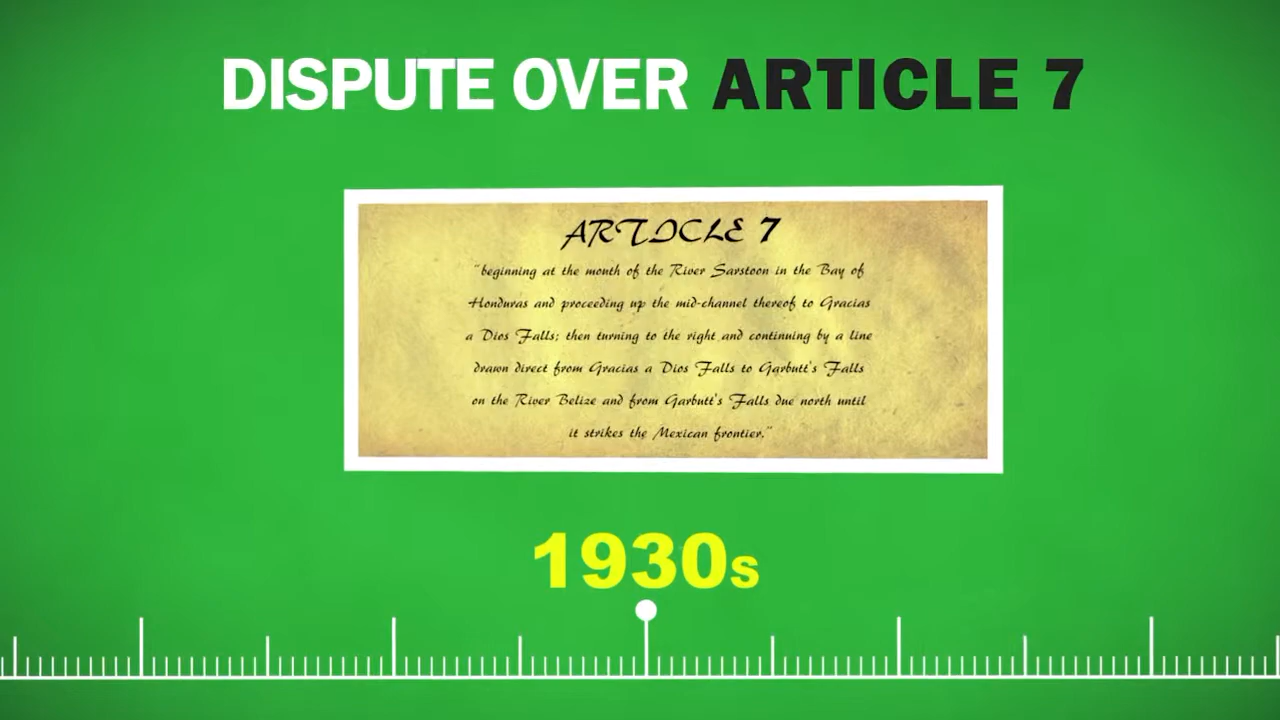 DISPUTE OVER ARTICLE 7
ARTICLE 7
"beginning at the mouth of the River Sarstoon in the Bay of
Honduras and proceeding up the mid-channel thereof to Gracias
a Dios Falls; then turning to the right and continuing by a line
drawn direct from Gracias a Dios Falls to Garbutt's Falls
on the River Belize and from Garbutt's Falls due north until
it strikes the Mexican frontier."
1930s